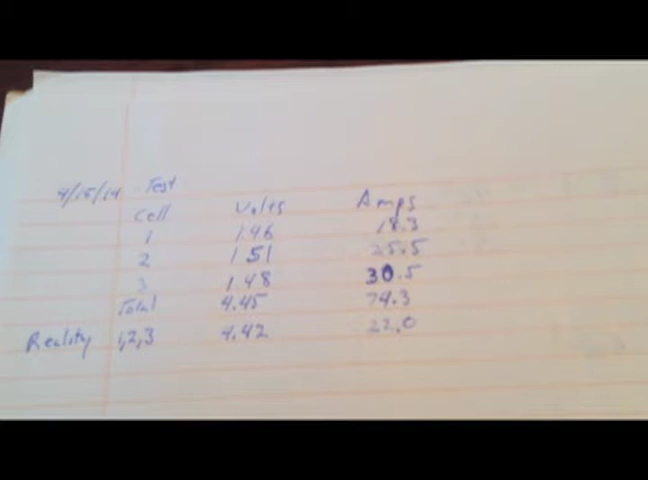 9/15/14 Test
Cell Volts Amps
1 1.46 18.3
2 1.51 25.5
3 1.48 30.5
Total 4.45 74.3
Reality 1,2,3 4.42 22.0